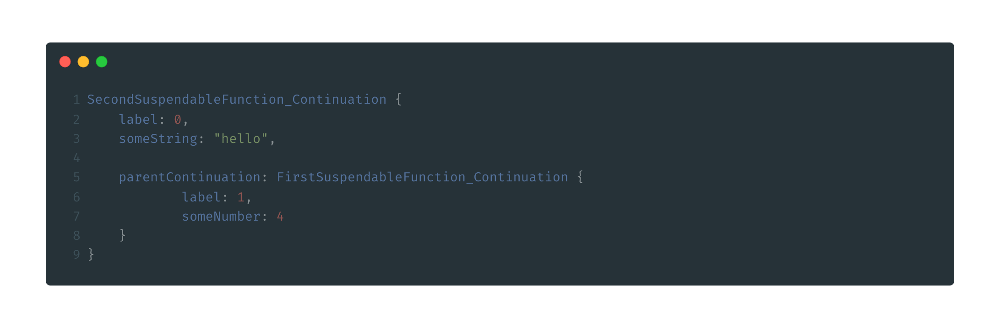 1 SecondSuspendableFunction_Continuation {
2     label: 0,
3     someString: "hello",
4
5     parentContinuation: FirstSuspendableFunction_Continuation {
6             label: 1,
7             someNumber: 4
8     }
9 }